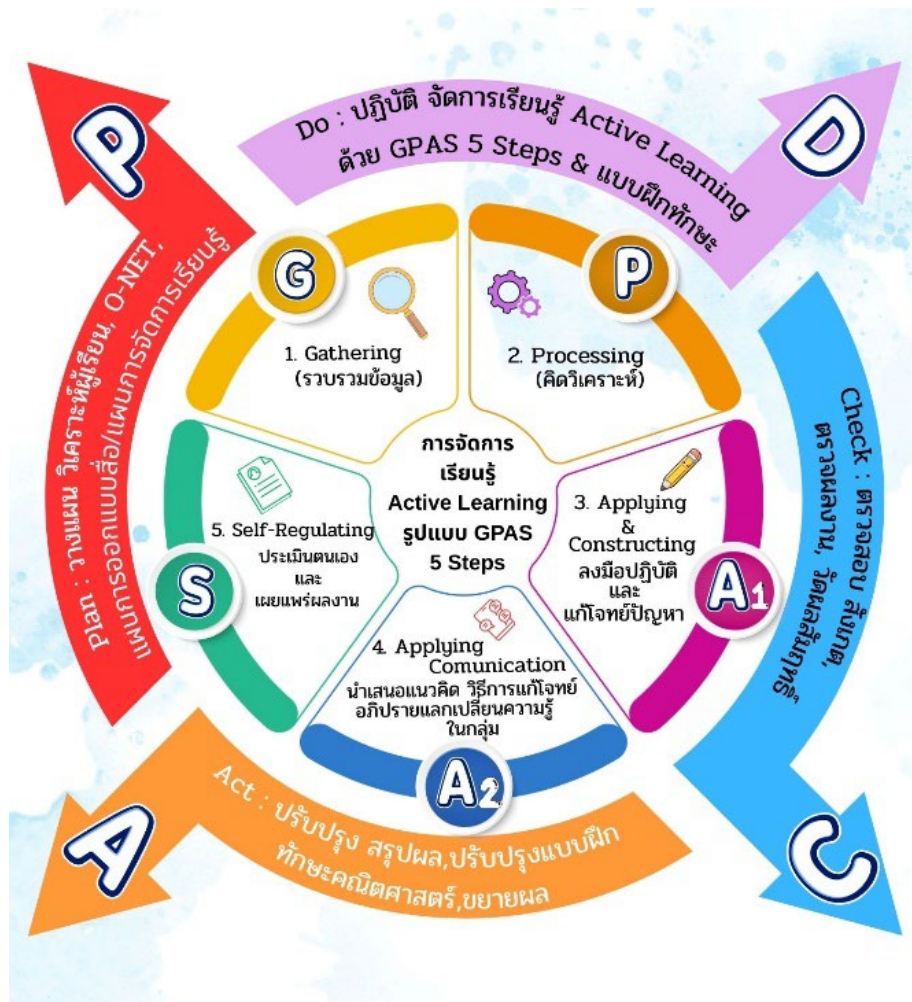 P
Plan : วางแผน วิเคราะห์ผู้เรียน, O-NET,
แผนการออกแบบสื่อ/แผนการจัดการเรียนรู้
D
Do : ปฏิบัติ จัดการเรียนรู้ Active Learning
ด้วย GPAS 5 Steps & แบบฝึกทักษะ
C
Check : ตรวจสอบ สังเกต,
ตรวจผลงาน, วัดผลสัมฤทธิ์
A
Act : ปรับปรุง สรุปผล,ปรับปรุงแบบฝึก
ทักษะคณิตศาสตร์,ขยายผล
การจัดการ
เรียนรู้
Active Learning
รูปแบบ GPAS
5 Steps
G
1. Gathering
(รวบรวมข้อมูล)
P
2. Processing
(คิดวิเคราะห์)
A1
3. Applying
&
Constructing
ลงมือปฏิบัติ
และ
แก้โจทย์ปัญหา
A2
4. Applying
Comunication
นำเสนอแนวคิด วิธีการแก้โจทย์
อภิปรายแลกเปลี่ยนความรู้
ในกลุ่ม
S
5. Self-Regulating
ประเมินตนเอง
และ
เผยแพร่ผลงาน